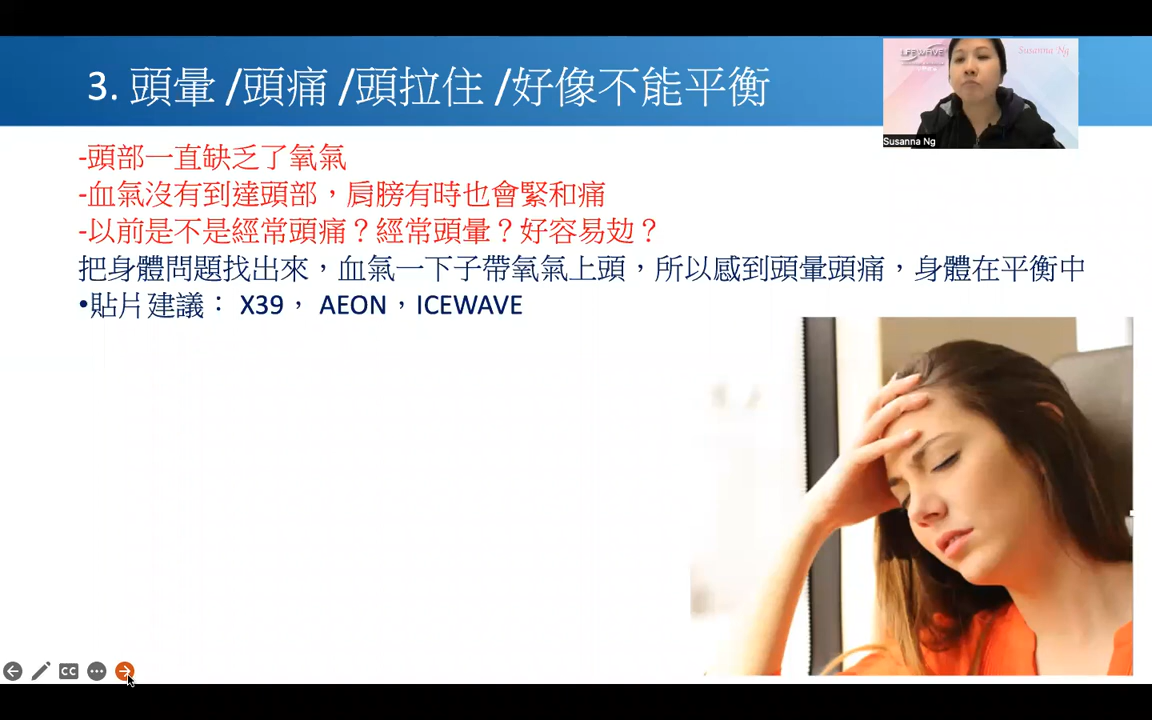 3. 頭暈 /頭痛 /頭拉住 /好像不能平衡
LIFEWAVE
Susanna Ng
Susanna Ng
-頭部一直缺乏了氧氣
-血氣沒有到達頭部，肩膀有時也會緊和痛
-以前是不是經常頭痛？經常頭暈？好容易攰？
把身體問題找出來，血氣一下子帶氧氣上頭，所以感到頭暈頭痛，身體在平衡中
•貼片建議： X39， AEON，ICEWAVE
CC